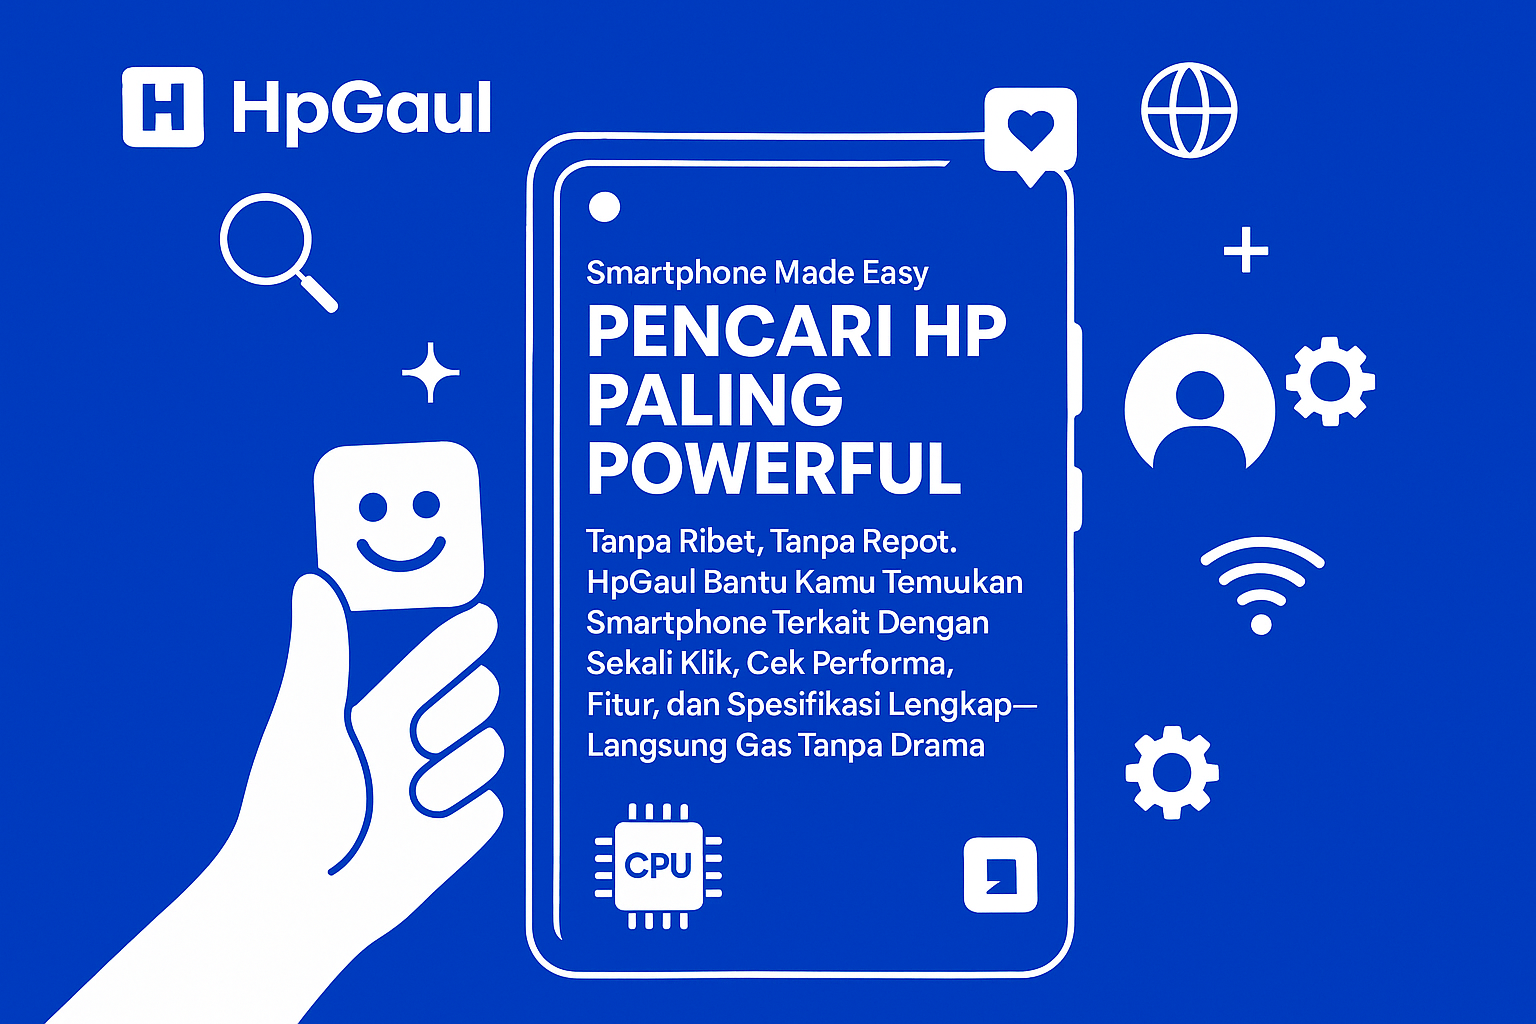 H HpGaul
Smartphone Made Easy
PENCARI HP
PALING
POWERFUL
Tanpa Ribet, Tanpa Repot.
HpGaul Bantu Kamu Temuukan
Smartphone Terkait Dengan
Sekali Klik, Cek Performa,
Fitur, dan Spesifikasi Lengkap—
Langsung Gas Tanpa Drama
CPU